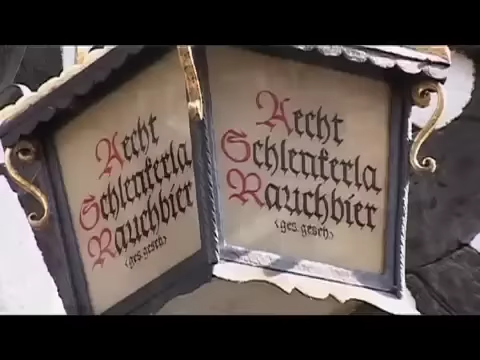 Aecht
Schlenkerla
Rauchbier
(ges. gesch)
Aecht
Schlenkerla
Rauchbier
(ges. gesch)